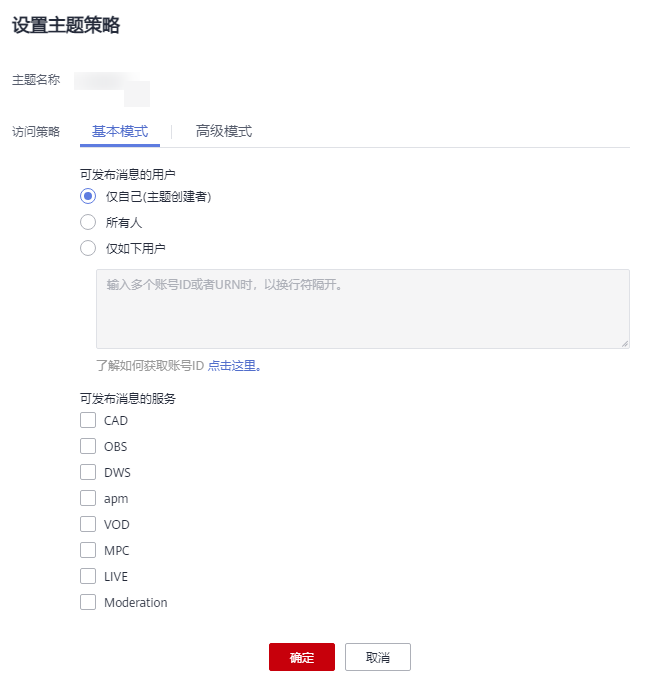 设置主题策略
主题名称
访问策略 基本模式 高级模式
可发布消息的用户
仅自己(主题创建者)
所有人
仅如下用户
输入多个账号ID或者URN时，以换行符隔开。
了解如何获取账号ID 点击这里。
可发布消息的服务
CAD
OBS
DWS
apm
VOD
MPC
LIVE
Moderation
确定 取消